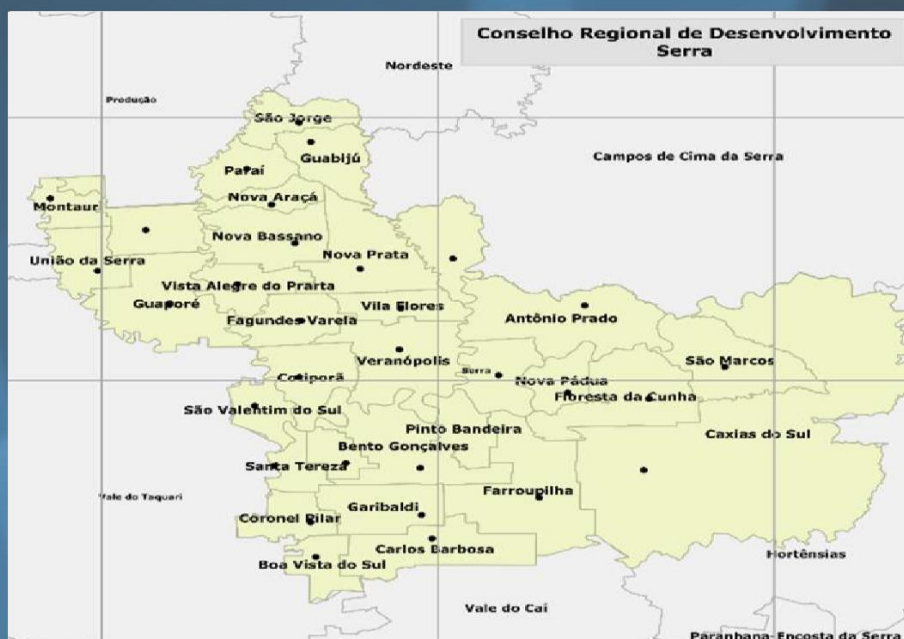 Conselho Regional de Desenvolvimento
Serra
Nordeste
Produção
São Jorge
Guabijú
Campos de Cima da Serra
Paraí
Nova Araçá
Montaur
Nova Bassano
Nova Prata
União da Serra
Vista Alegre do Prarta
Guaporé
Vila Flores
Fagundes Varela
Antônio Prado
Veranópolis
São Marcos
Serra
Nova Pádua
Cotiporã
Floresta da Cunha
São Valentim do Sul
Pinto Bandeira
Caxias do Sul
Bento Gonçalves
Santa Tereza
Farroupilha
Vale do Taquari
Garibaldi
Coronel Pilar
Carlos Barbosa
Hortênsias
Boa Vista do Sul
Vale do Caí
Paranhana-Encosta da Serra